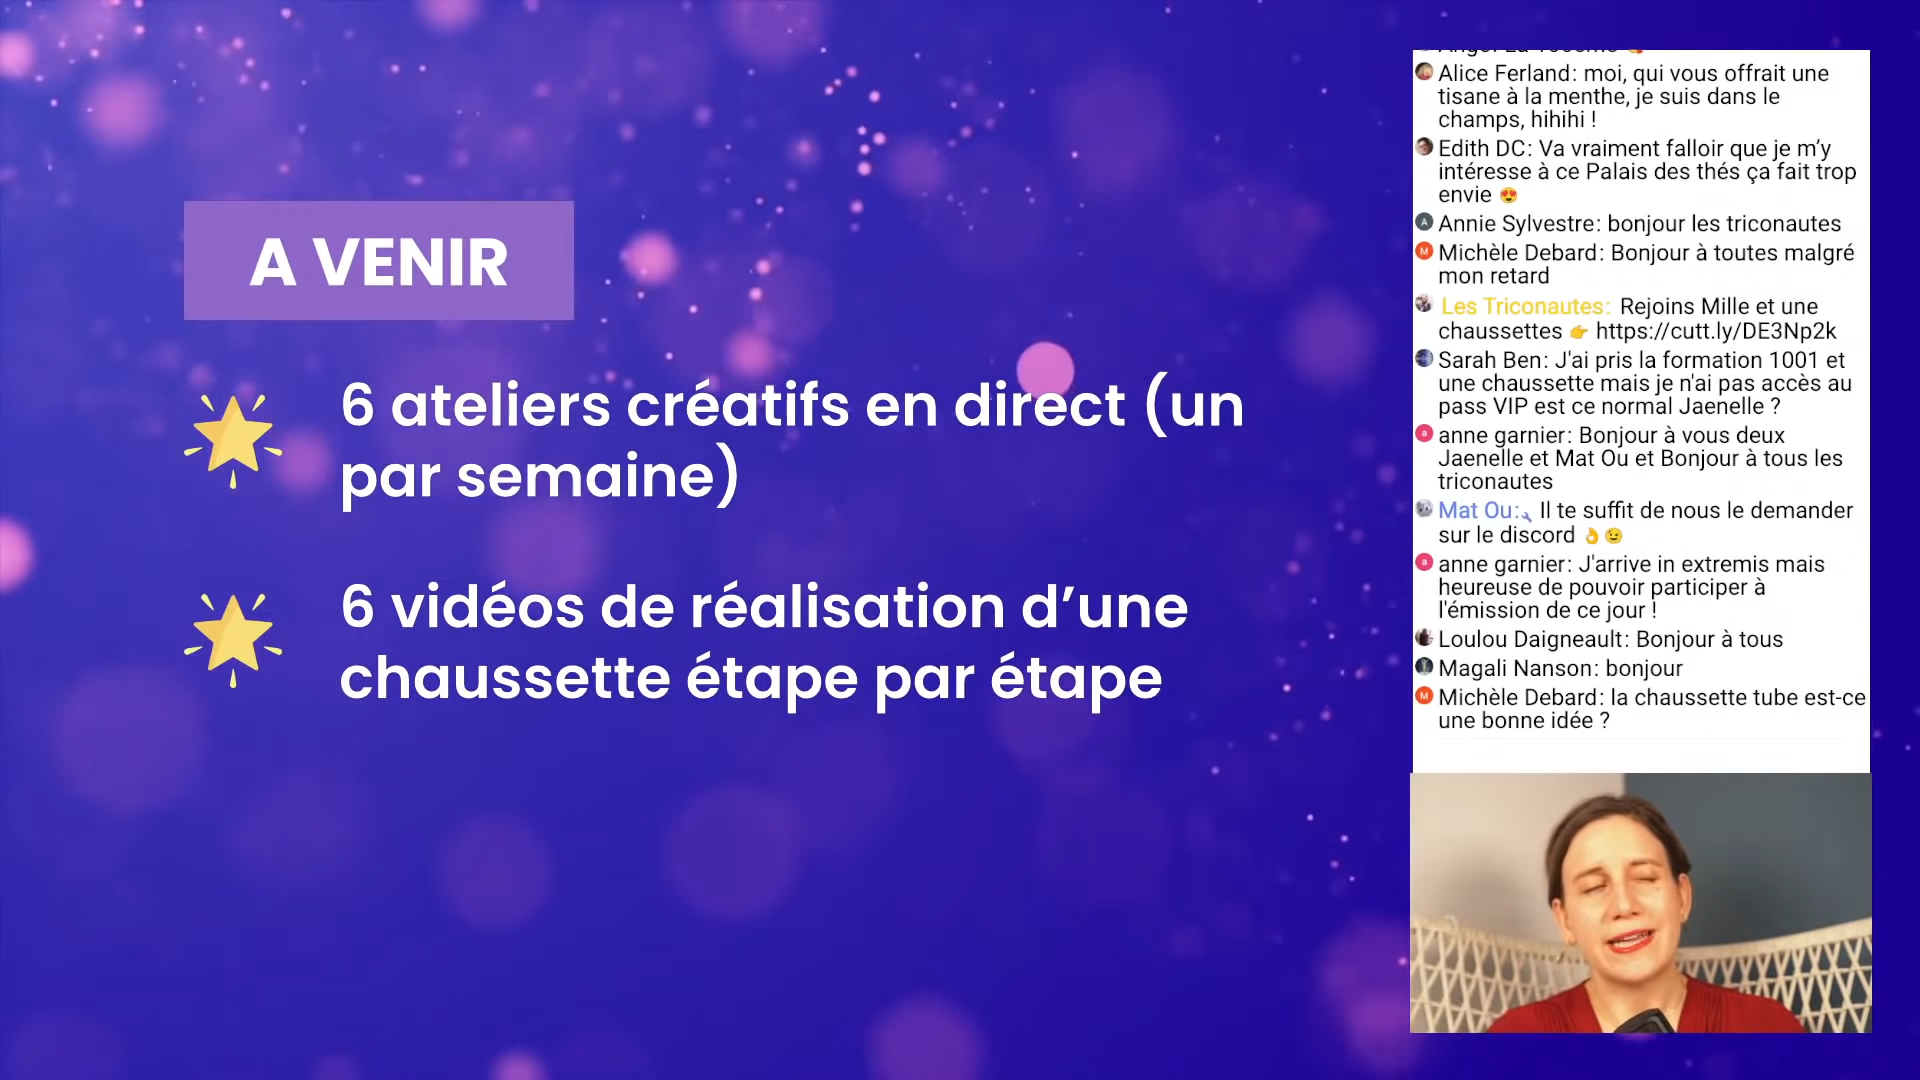 A VENIR
6 ateliers créatifs en direct (un
par semaine)
6 vidéos de réalisation d’une
chaussette étape par étape
Alice Ferland: moi, qui vous offrait une
tisane à la menthe, je suis dans le
champs, hihihi !
Edith DC: Va vraiment falloir que je m’y
intéresse à ce Palais des thés ça fait trop
envie 😍
Annie Sylvestre: bonjour les triconautes
Michèle Debard: Bonjour à toutes malgré
mon retard
Les Triconautes: Rejoins Mille et une
chaussettes 👉 https://cutt.ly/DE3Np2k
Sarah Ben: J'ai pris la formation 1001 et
une chaussette mais je n'ai pas accès au
pass VIP est ce normal Jaenelle ?
anne garnier: Bonjour à vous deux
Jaenelle et Mat Ou et Bonjour à tous les
triconautes
Mat Ou: Il te suffit de nous le demander
sur le discord 👌😉
anne garnier: J'arrive in extremis mais
heureuse de pouvoir participer à
l'émission de ce jour !
Loulou Daigneault: Bonjour à tous
Magali Nanson: bonjour
Michèle Debard: la chaussette tube est-ce
une bonne idée ?